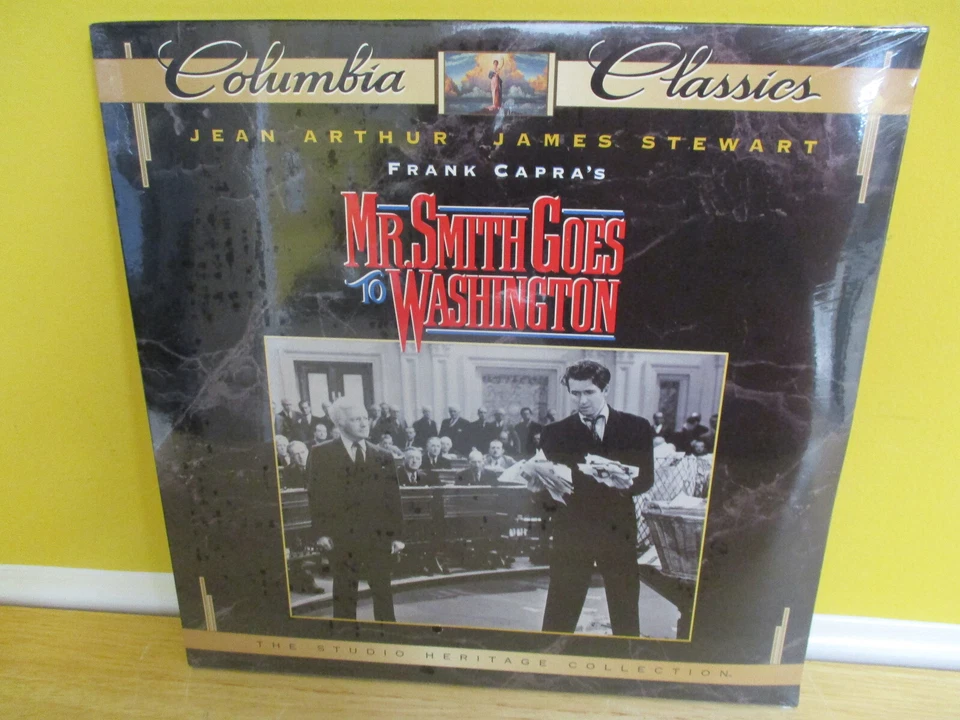 Columbia Classics
JEAN ARTHUR JAMES STEWART
FRANK CAPRA'S
MR. SMITH GOES
TO WASHINGTON
THE STUDIO HERITAGE COLLECTION